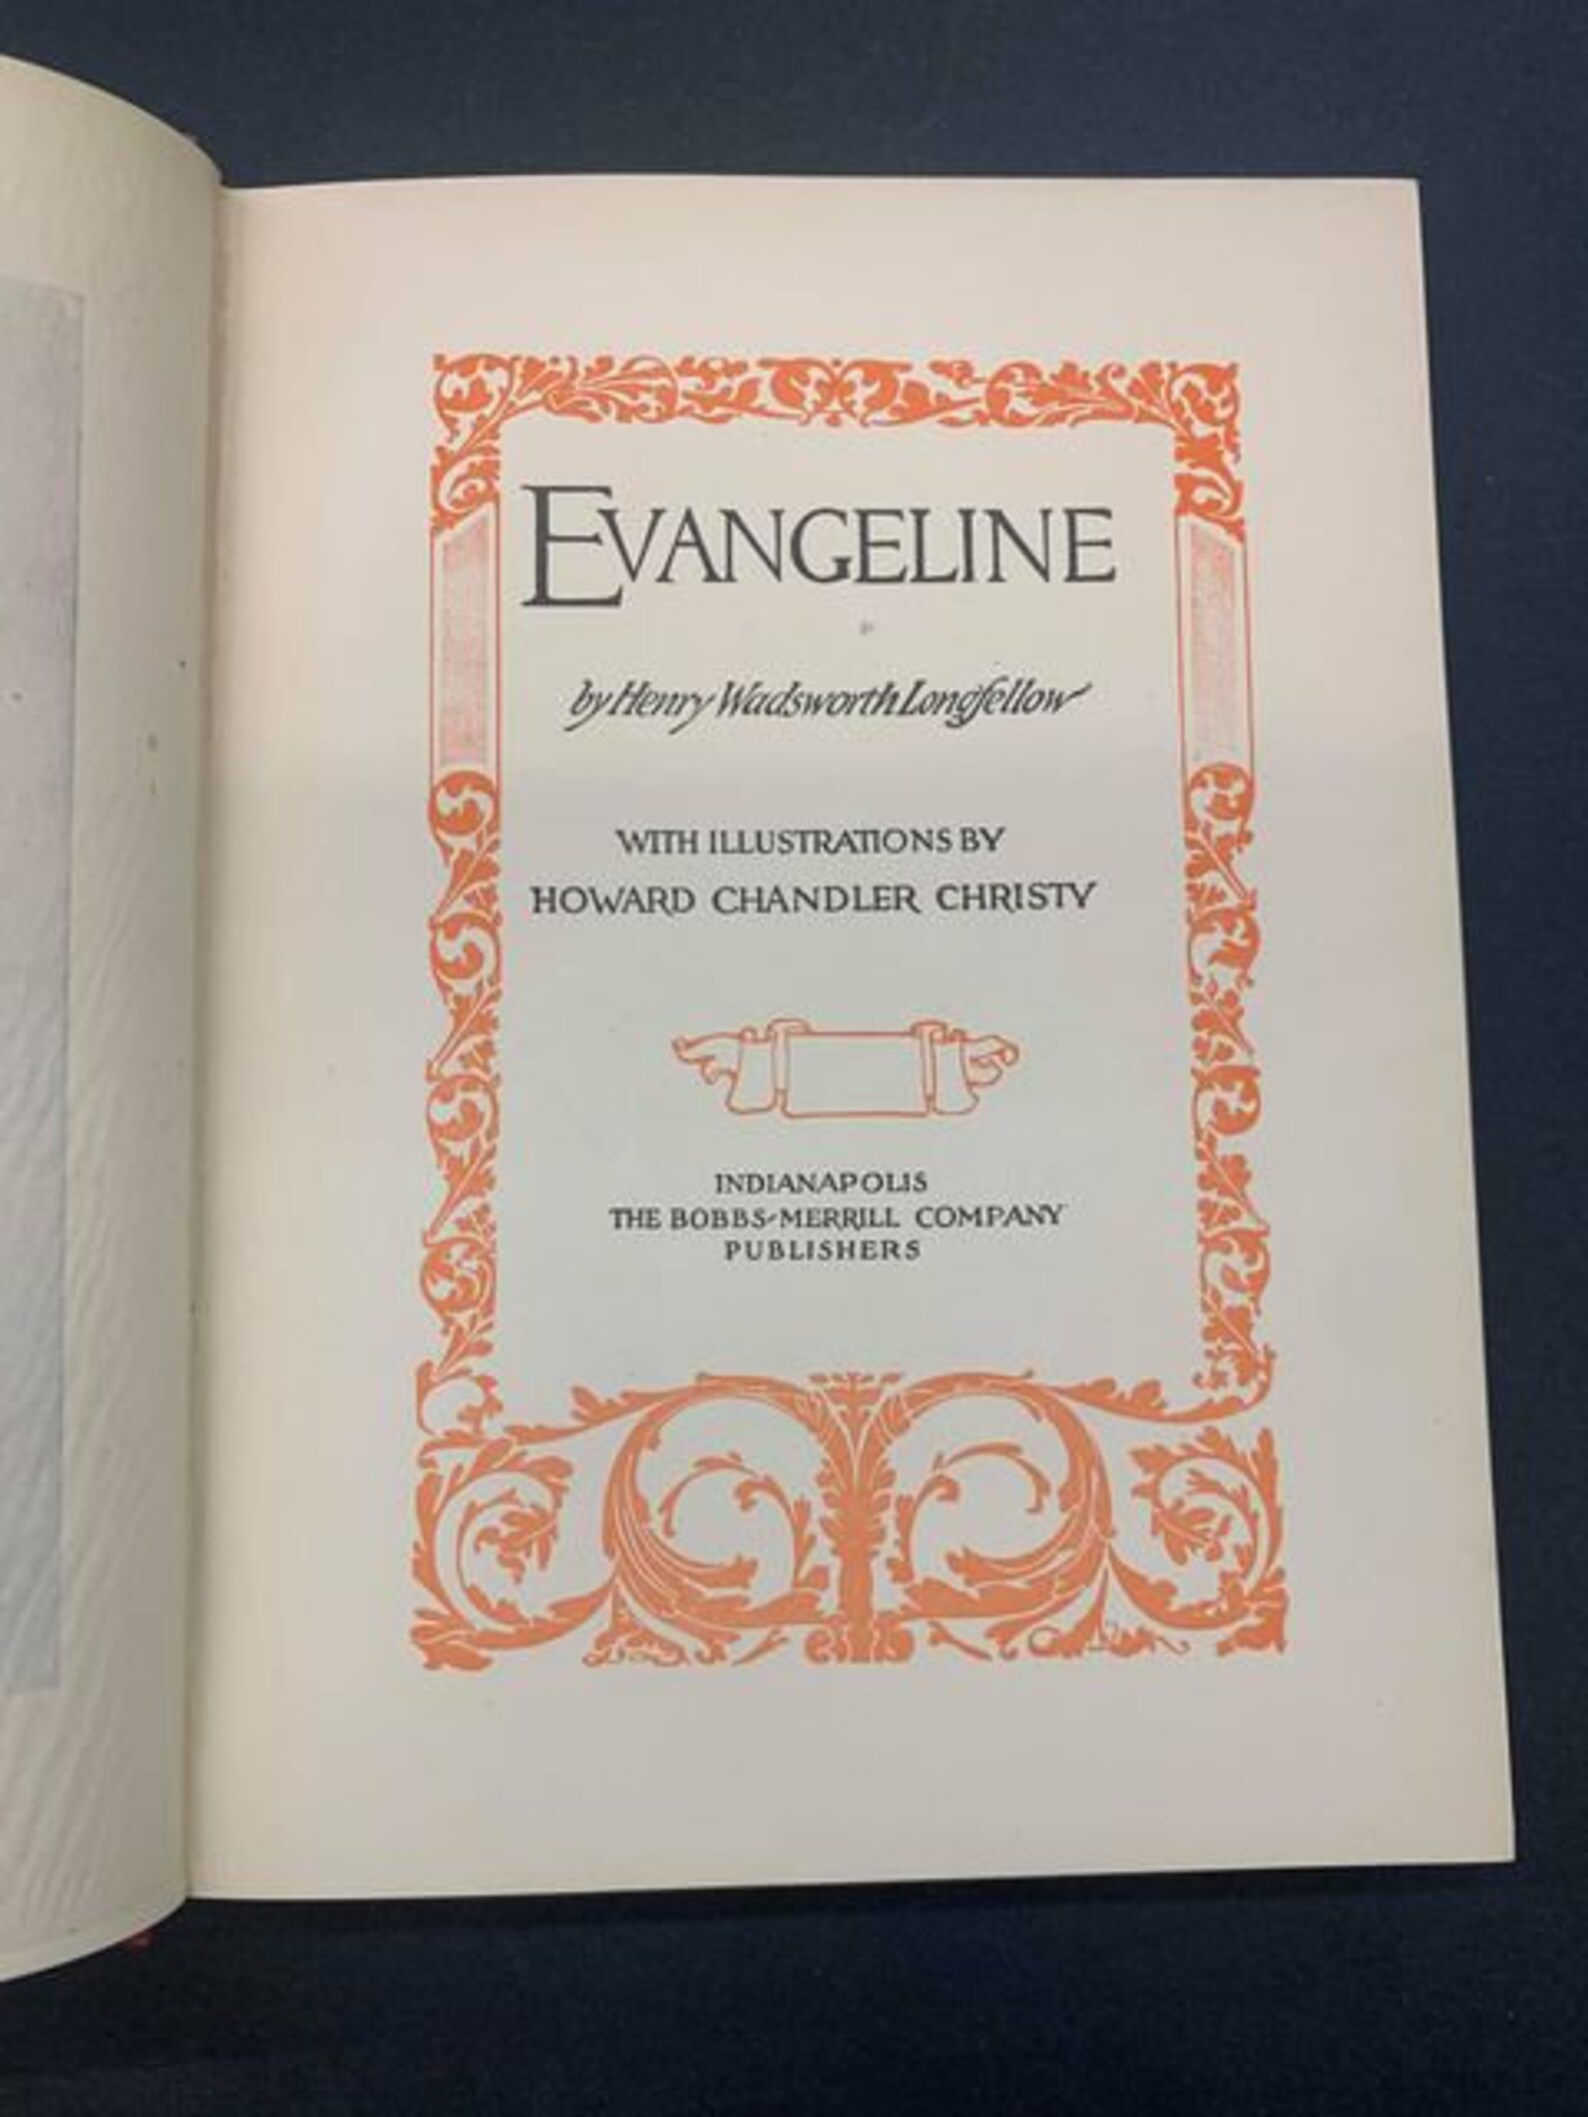 EVANGELINE
by Henry Wadsworth Longfellow
WITH ILLUSTRATIONS BY
HOWARD CHANDLER CHRISTY
INDIANAPOLIS
THE BOBBS-MERRILL COMPANY
PUBLISHERS